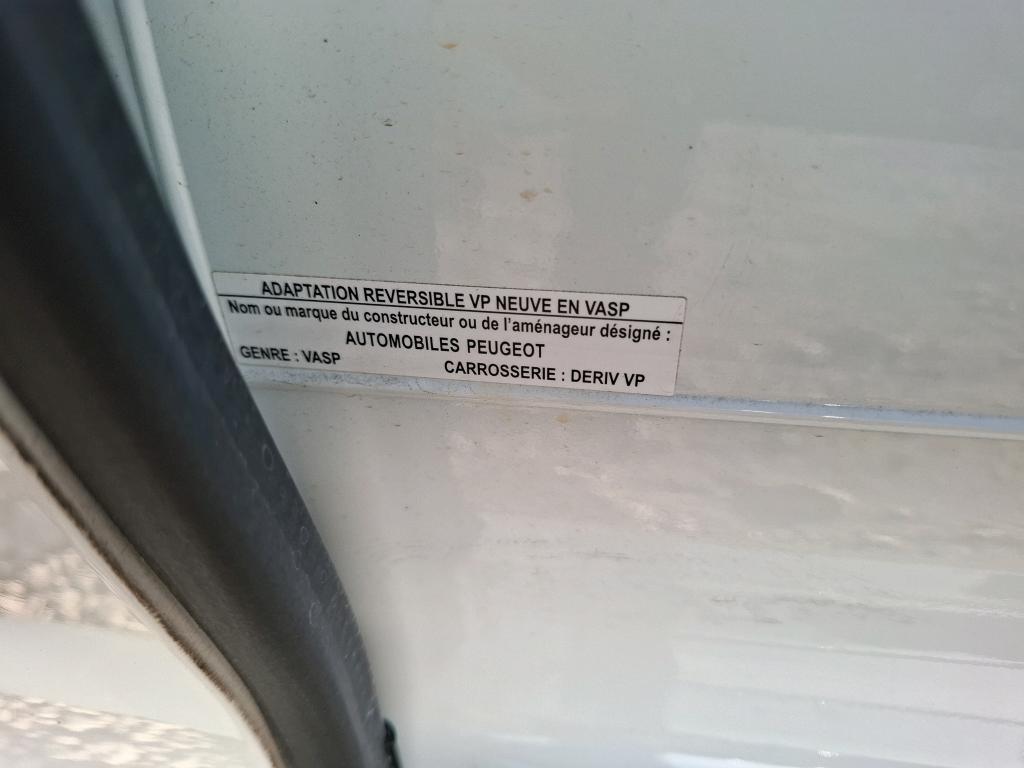 ADAPTATION REVERSIBLE VP NEUVE EN VASP
Nom ou marque du constructeur ou de l'aménageur désigné :
AUTOMOBILES PEUGEOT
GENRE : VASP
CARROSSERIE : DERIV VP